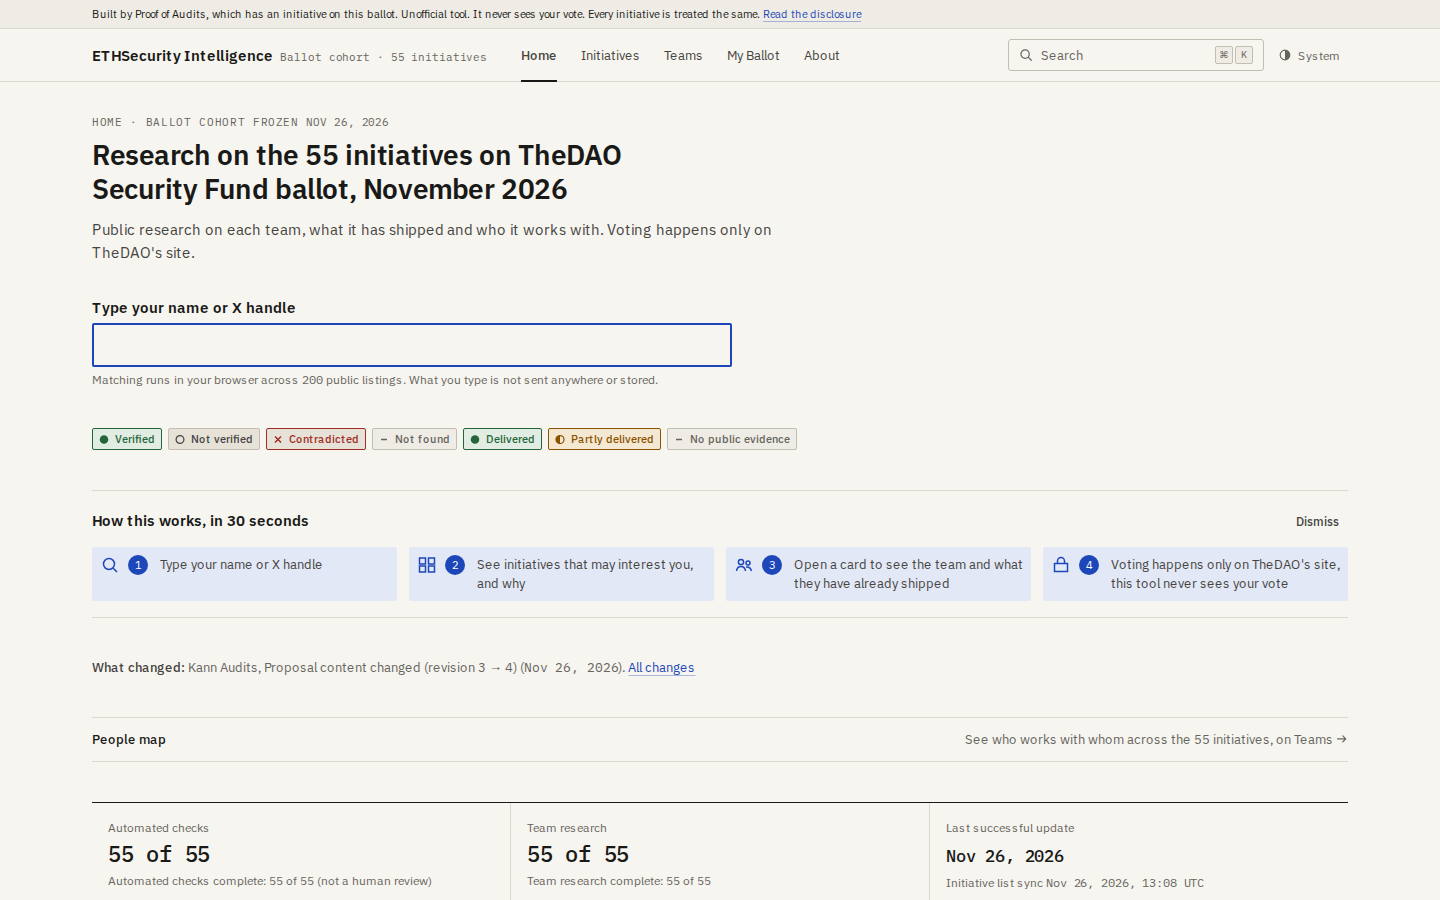 Built by Proof of Audits, which has an initiative on this ballot. Unofficial tool. It never sees your vote. Every initiative is treated the same. Read the disclosure
ETHSecurity Intelligence Ballot cohort · 55 initiatives Home Initiatives Teams My Ballot About Search ⌘ K System
HOME · BALLOT COHORT FROZEN NOV 26, 2026
Research on the 55 initiatives on TheDAO
Security Fund ballot, November 2026
Public research on each team, what it has shipped and who it works with. Voting happens only on
TheDAO's site.
Type your name or X handle
Matching runs in your browser across 200 public listings. What you type is not sent anywhere or stored.
Verified Not verified Contradicted Not found Delivered Partly delivered No public evidence
How this works, in 30 seconds Dismiss
1 Type your name or X handle
2 See initiatives that may interest you,
and why
3 Open a card to see the team and what
they have already shipped
4 Voting happens only on TheDAO's site,
this tool never sees your vote
What changed: Kann Audits, Proposal content changed (revision 3 → 4) (Nov 26, 2026). All changes
People map See who works with whom across the 55 initiatives, on Teams →
Automated checks
55 of 55
Automated checks complete: 55 of 55 (not a human review)
Team research
55 of 55
Team research complete: 55 of 55
Last successful update
Nov 26, 2026
Initiative list sync Nov 26, 2026, 13:08 UTC